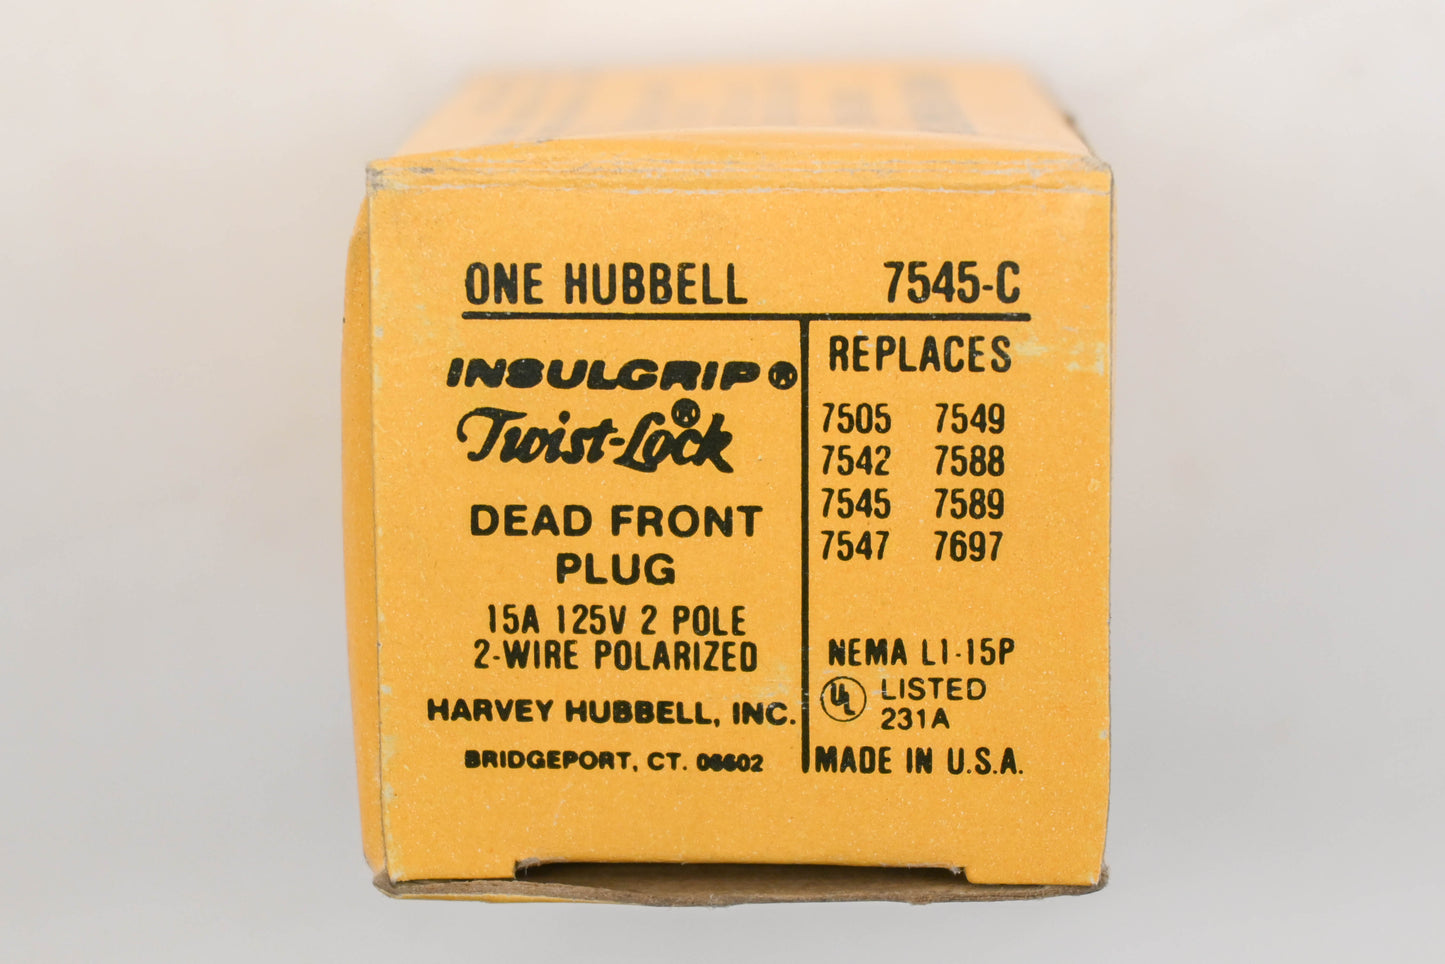 ONE HUBBELL 7545-C
INSULGRIP®
Twist-Lock®
DEAD FRONT
PLUG
15A 125V 2 POLE
2-WIRE POLARIZED
HARVEY HUBBELL, INC.
BRIDGEPORT, CT. 06602
REPLACES
7505 7549
7542 7588
7545 7589
7547 7697
NEMA L1-15P
UL LISTED
231A
MADE IN U.S.A.